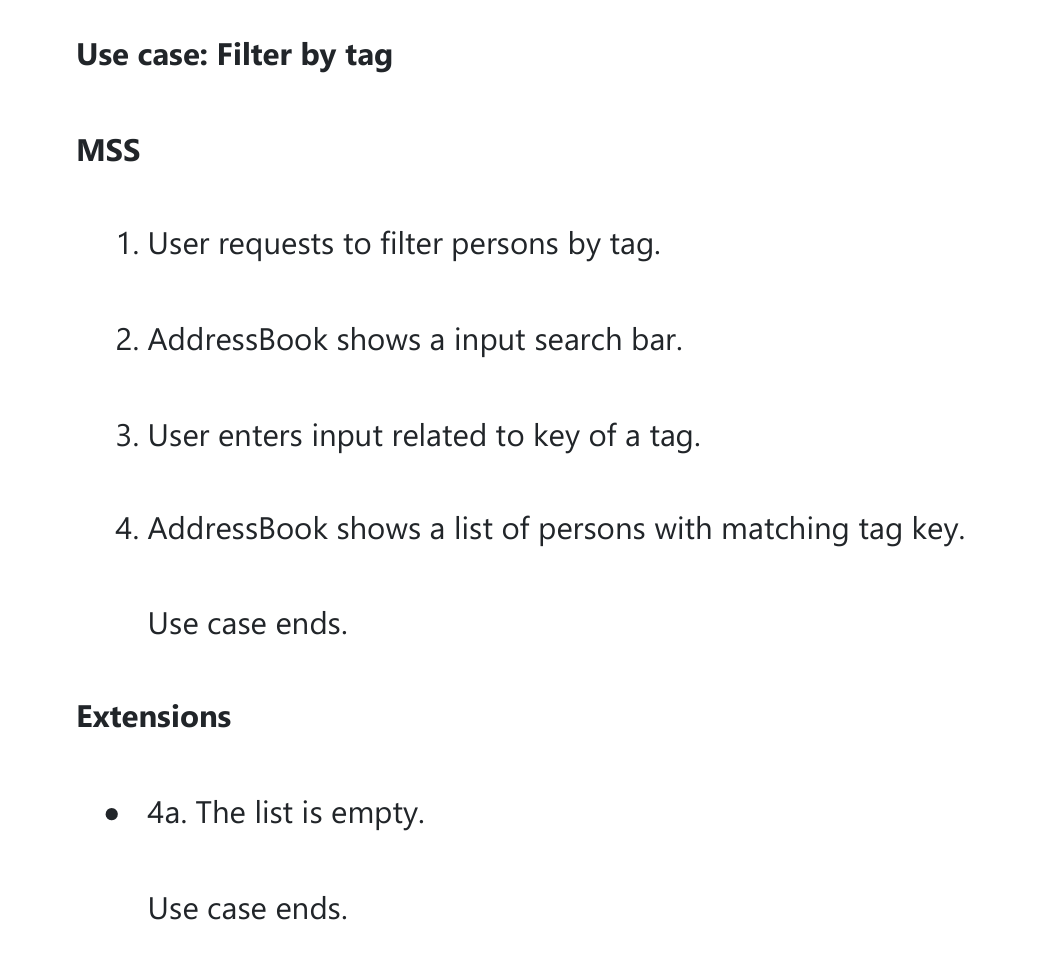 Use case: Filter by tag
MSS
1. User requests to filter persons by tag.
2. AddressBook shows a input search bar.
3. User enters input related to key of a tag.
4. AddressBook shows a list of persons with matching tag key.
Use case ends.
Extensions
● 4a. The list is empty.
Use case ends.